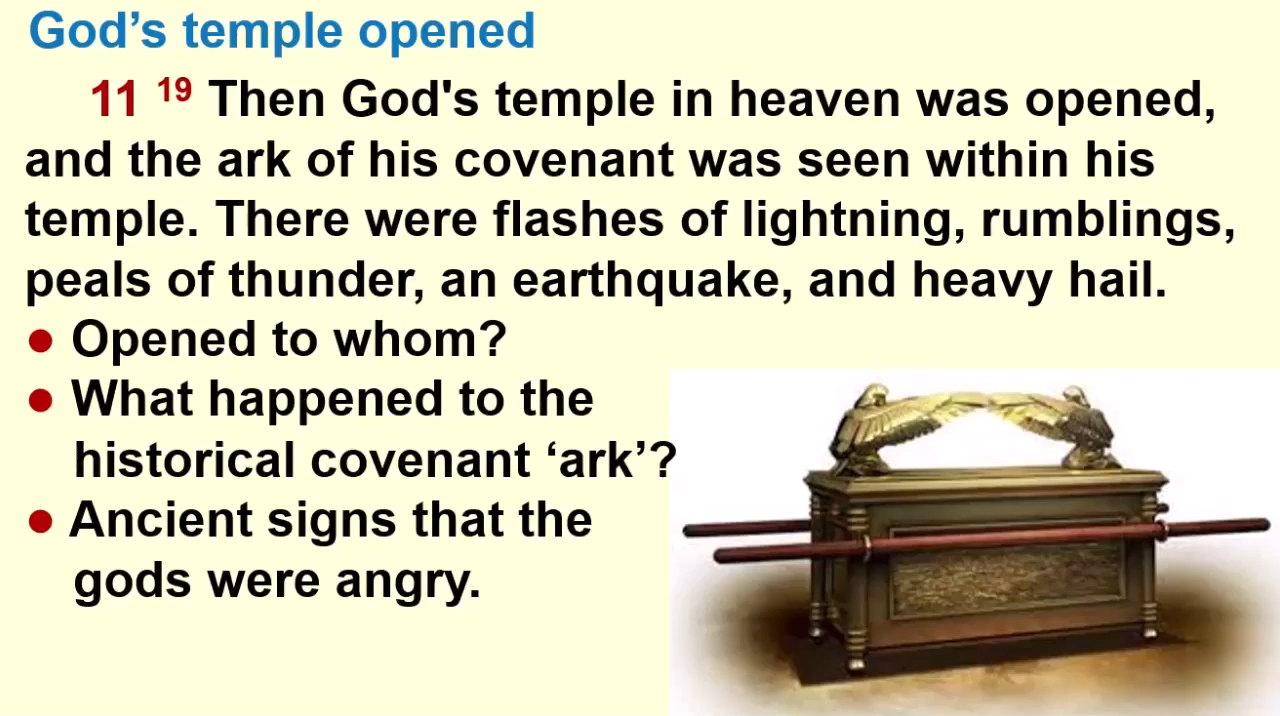 God’s temple opened
11 19 Then God's temple in heaven was opened,
and the ark of his covenant was seen within his
temple. There were flashes of lightning, rumblings,
peals of thunder, an earthquake, and heavy hail.
● Opened to whom?
● What happened to the
historical covenant ‘ark’?
● Ancient signs that the
gods were angry.